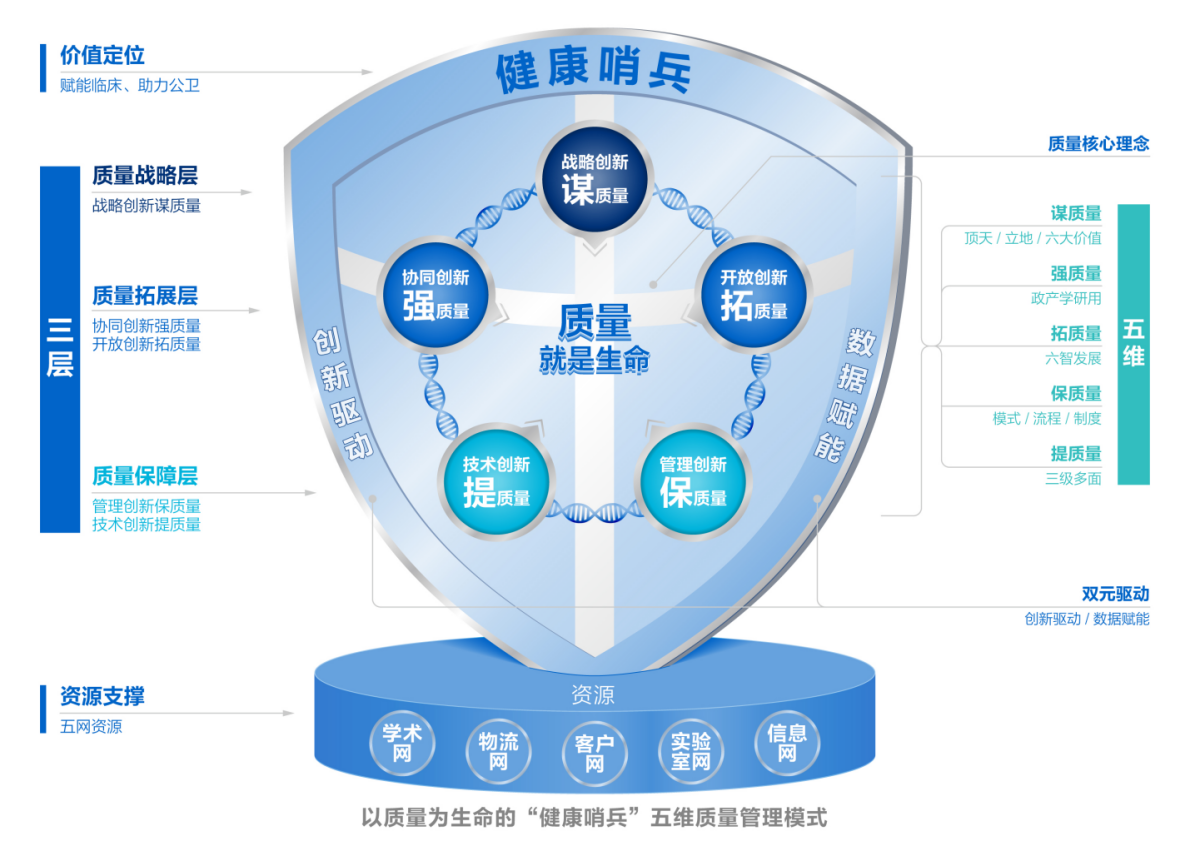 健康哨兵
价值定位
赋能临床、助力公卫
三层
质量战略层
战略创新谋质量
质量拓展层
协同创新强质量
开放创新拓质量
质量保障层
管理创新保质量
技术创新提质量
资源支撑
五网资源
战略创新
谋质量
协同创新
强质量
开放创新
拓质量
质量
就是生命
技术创新
提质量
管理创新
保质量
创新驱动
数据赋能
质量核心理念
五维
谋质量
顶天 / 立地 / 六大价值
强质量
政产学研用
拓质量
六智发展
保质量
模式 / 流程 / 制度
提质量
三级多面
双元驱动
创新驱动 / 数据赋能
资源
学术
网
物流
网
客户
网
实验
室网
信息
网
以质量为生命的“健康哨兵”五维质量管理模式